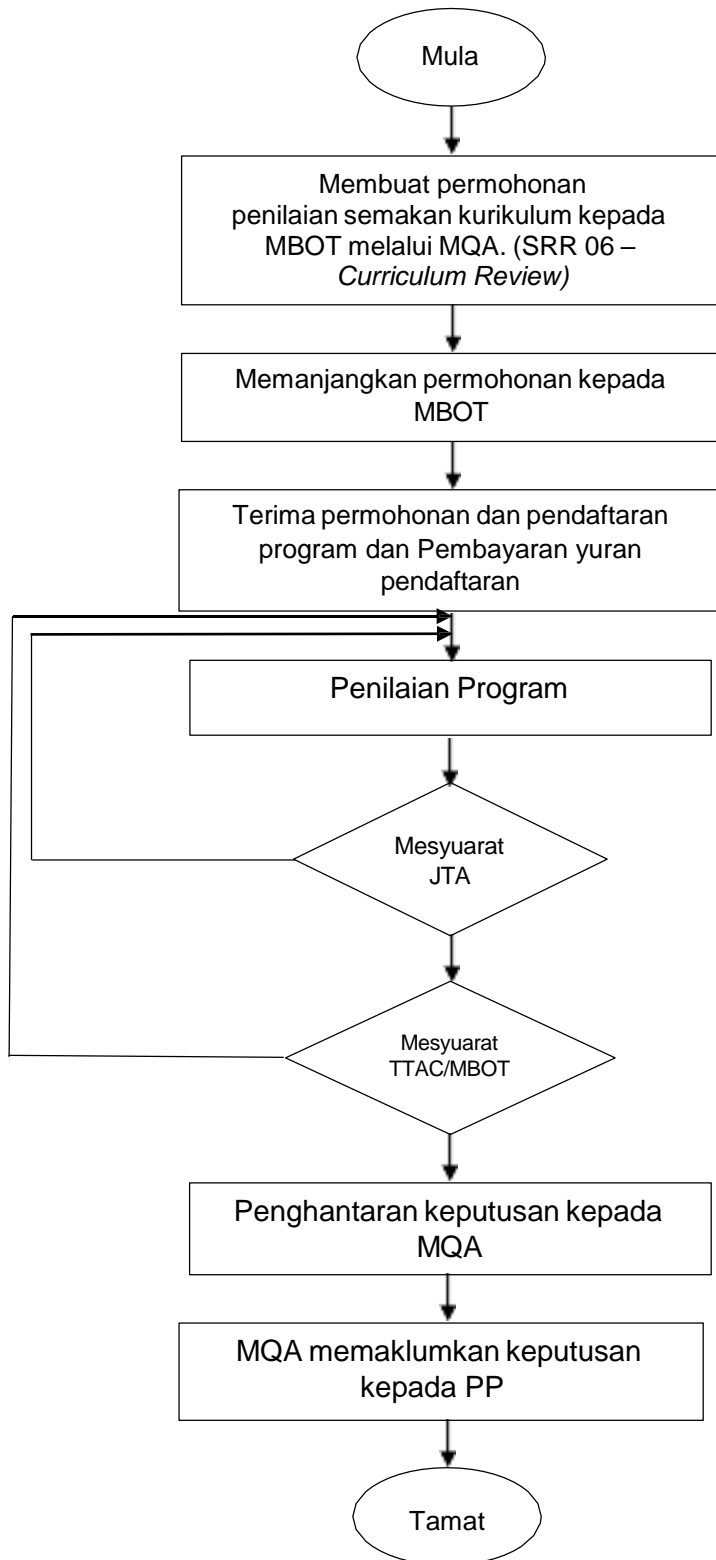 Mula
Membuat permohonan
penilaian semakan kurikulum kepada
MBOT melalui MQA. (SRR 06 –
Curriculum Review)
Memanjangkan permohonan kepada
MBOT
Terima permohonan dan pendaftaran
program dan Pembayaran yuran
pendaftaran
Penilaian Program
Mesyuarat
JTA
Mesyuarat
TTAC/MBOT
Penghantaran keputusan kepada
MQA
MQA memaklumkan keputusan
kepada PP
Tamat